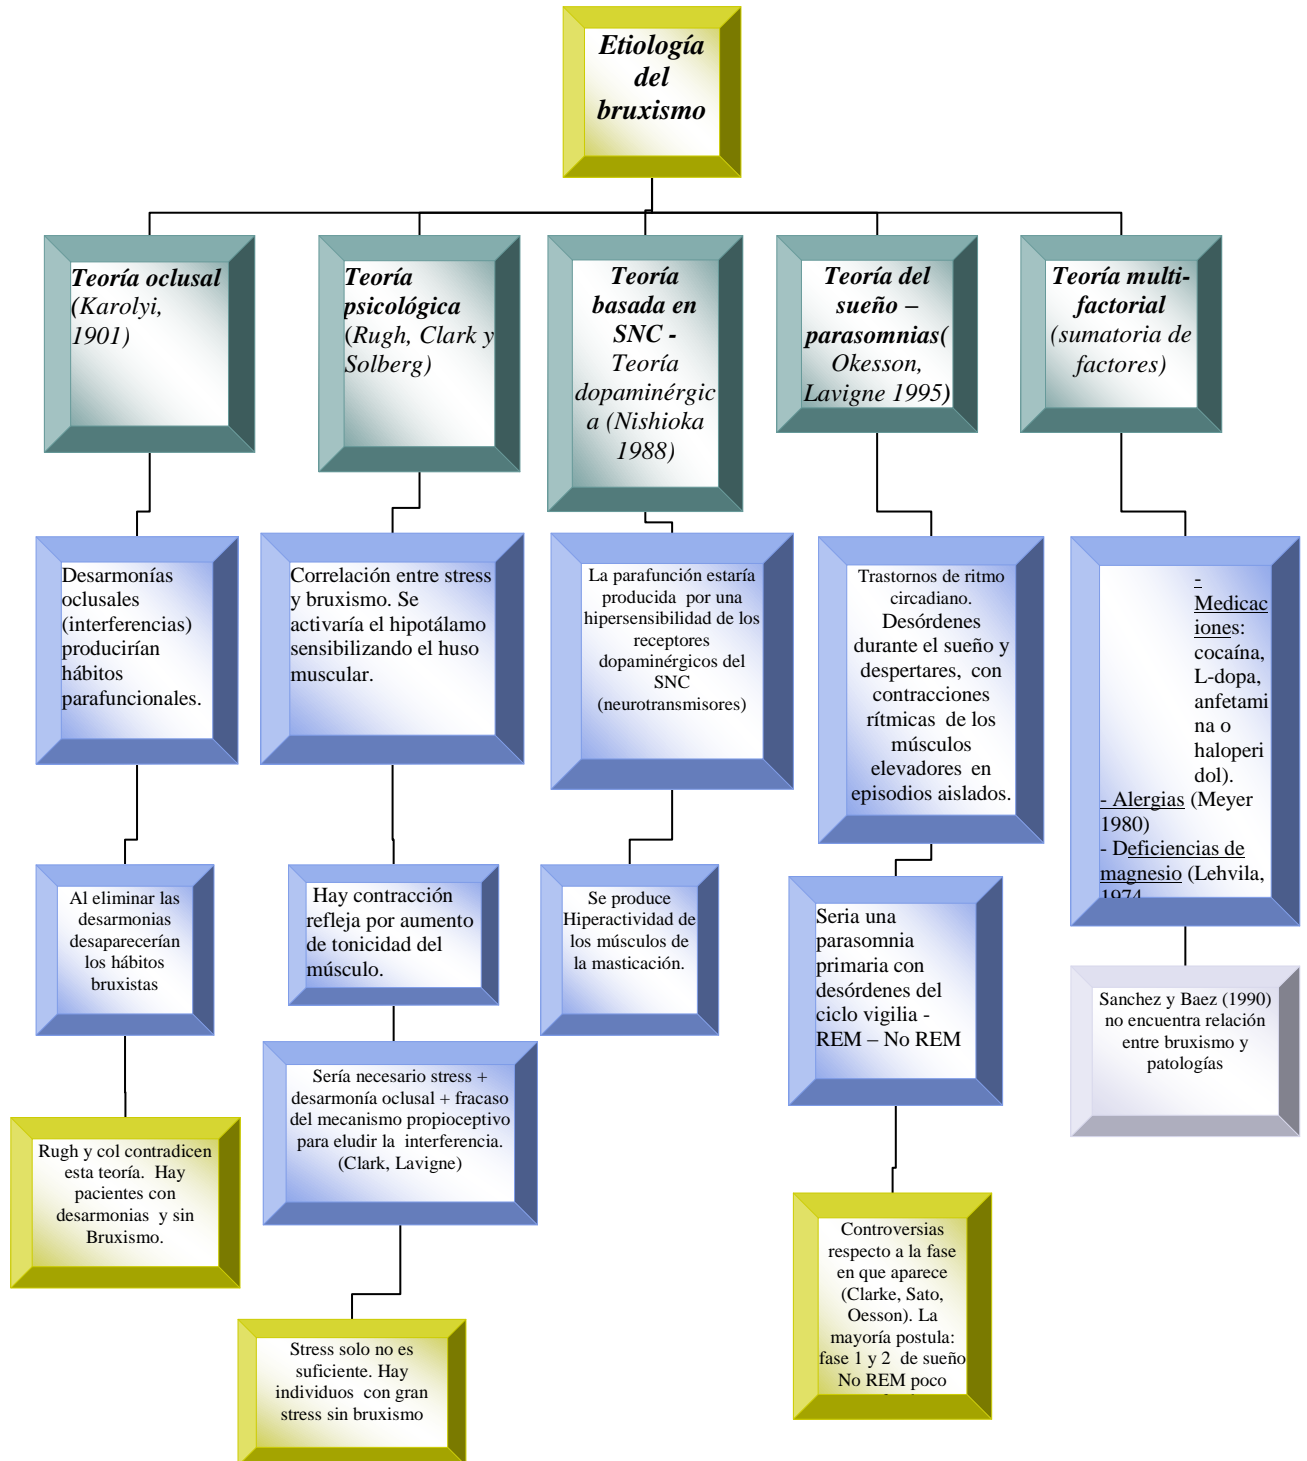 Etiología
del
bruxismo
Teoría oclusal
(Karolyi,
1901)
Teoría
psicológica
(Rugh, Clark y
Solberg)
Teoría
basada en
SNC -
Teoría
dopaminérgic
a (Nishioka
1988)
Teoría del
sueño –
parasomnias(
Okesson,
Lavigne 1995)
Teoría multi-
factorial
(sumatoria de
factores)
Desarmonías
oclusales
(interferencias)
producirían
hábitos
parafuncionales.
Correlación entre stress
y bruxismo. Se
activaría el hipotálamo
sensibilizando el huso
muscular.
La parafunción estaría
producida por una
hipersensibilidad de los
receptores
dopaminérgicos del
SNC
(neurotransmisores)
Trastornos de ritmo
circadiano.
Desórdenes
durante el sueño y
despertares, con
contracciones
rítmicas de los
músculos
elevadores en
episodios aislados.
-
Medicac
iones:
cocaína,
L-dopa,
anfetami
na o
haloperi
dol).
- Alergias (Meyer
1980)
- Deficiencias de
magnesio (Lehvila,
1974
Al eliminar las
desarmonias
desaparecerían
los hábitos
bruxistas
Hay contracción
refleja por aumento
de tonicidad del
músculo.
Se produce
Hiperactividad de
los músculos de
la masticación.
Seria una
parasomnia
primaria con
desórdenes del
ciclo vigilia -
REM – No REM
Sanchez y Baez (1990)
no encuentra relación
entre bruxismo y
patologías
Sería necesario stress +
desarmonía oclusal + fracaso
del mecanismo propioceptivo
para eludir la interferencia.
(Clark, Lavigne)
Rugh y col contradicen
esta teoría. Hay
pacientes con
desarmonias y sin
Bruxismo.
Controversias
respecto a la fase
en que aparece
(Clarke, Sato,
Oesson). La
mayoría postula:
fase 1 y 2 de sueño
No REM poco
Stress solo no es
suficiente. Hay
individuos con gran
stress sin bruxismo